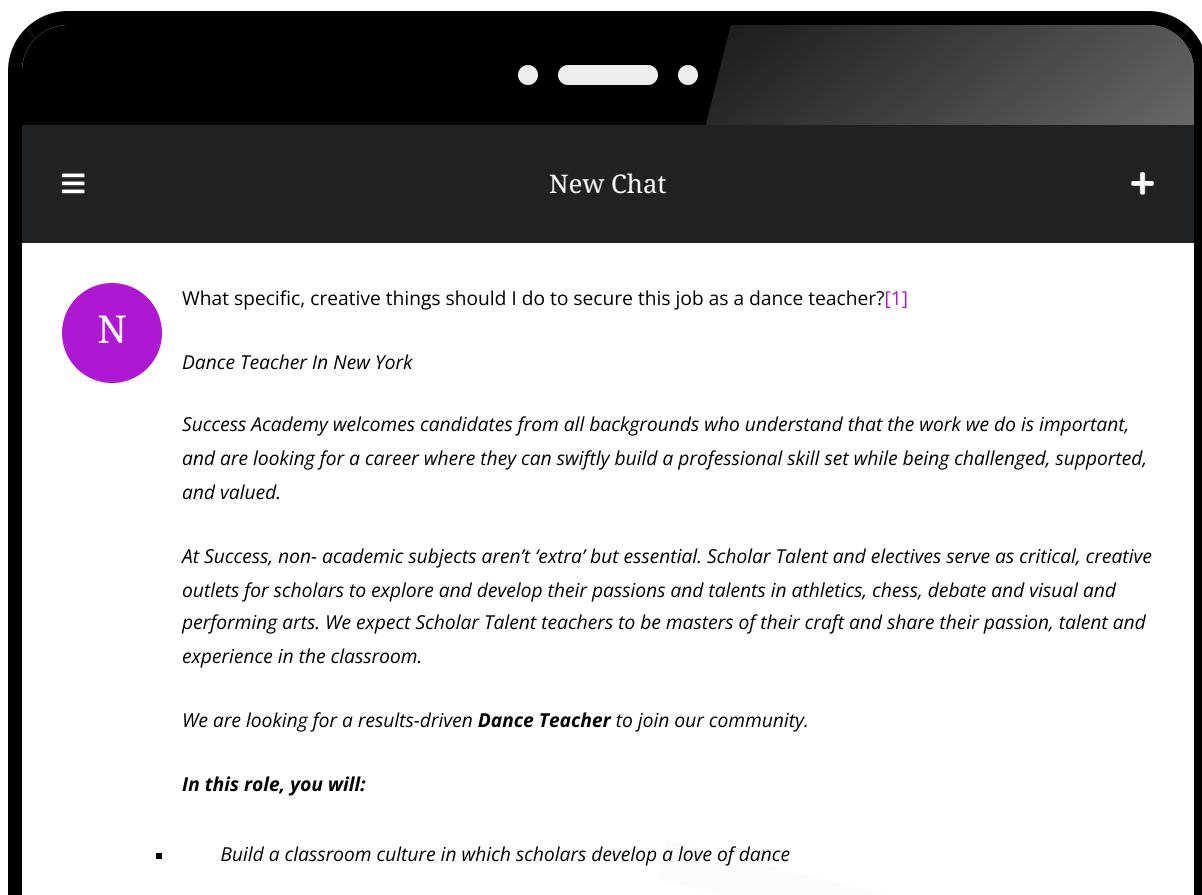 New Chat
N
What specific, creative things should I do to secure this job as a dance teacher?[1]
Dance Teacher In New York
Success Academy welcomes candidates from all backgrounds who understand that the work we do is important,
and are looking for a career where they can swiftly build a professional skill set while being challenged, supported,
and valued.
At Success, non- academic subjects aren’t ‘extra’ but essential. Scholar Talent and electives serve as critical, creative
outlets for scholars to explore and develop their passions and talents in athletics, chess, debate and visual and
performing arts. We expect Scholar Talent teachers to be masters of their craft and share their passion, talent and
experience in the classroom.
We are looking for a results-driven Dance Teacher to join our community.
In this role, you will:
▪ Build a classroom culture in which scholars develop a love of dance